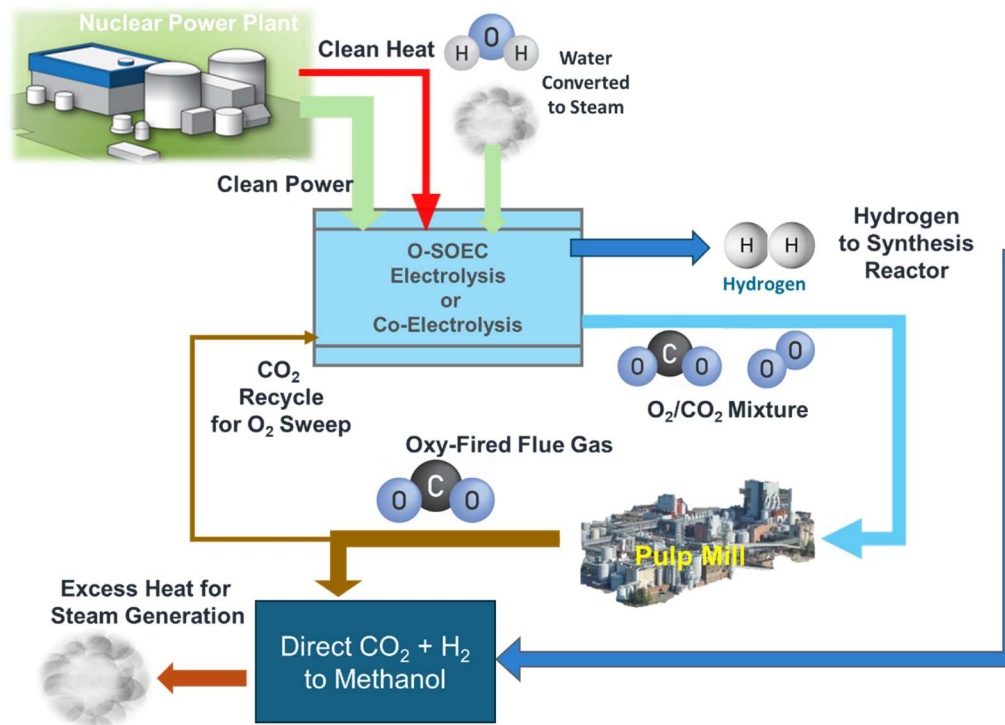 Nuclear Power Plant
Clean Heat
H O H
Water
Converted
to Steam
Clean Power
O-SOEC
Electrolysis
or
Co-Electrolysis
H H
Hydrogen
Hydrogen
to Synthesis
Reactor
O C O
O O
O₂/CO₂ Mixture
CO₂
Recycle
for O₂ Sweep
Oxy-Fired Flue Gas
O C O
Pulp Mill
Excess Heat for
Steam Generation
Direct CO₂ + H₂
to Methanol